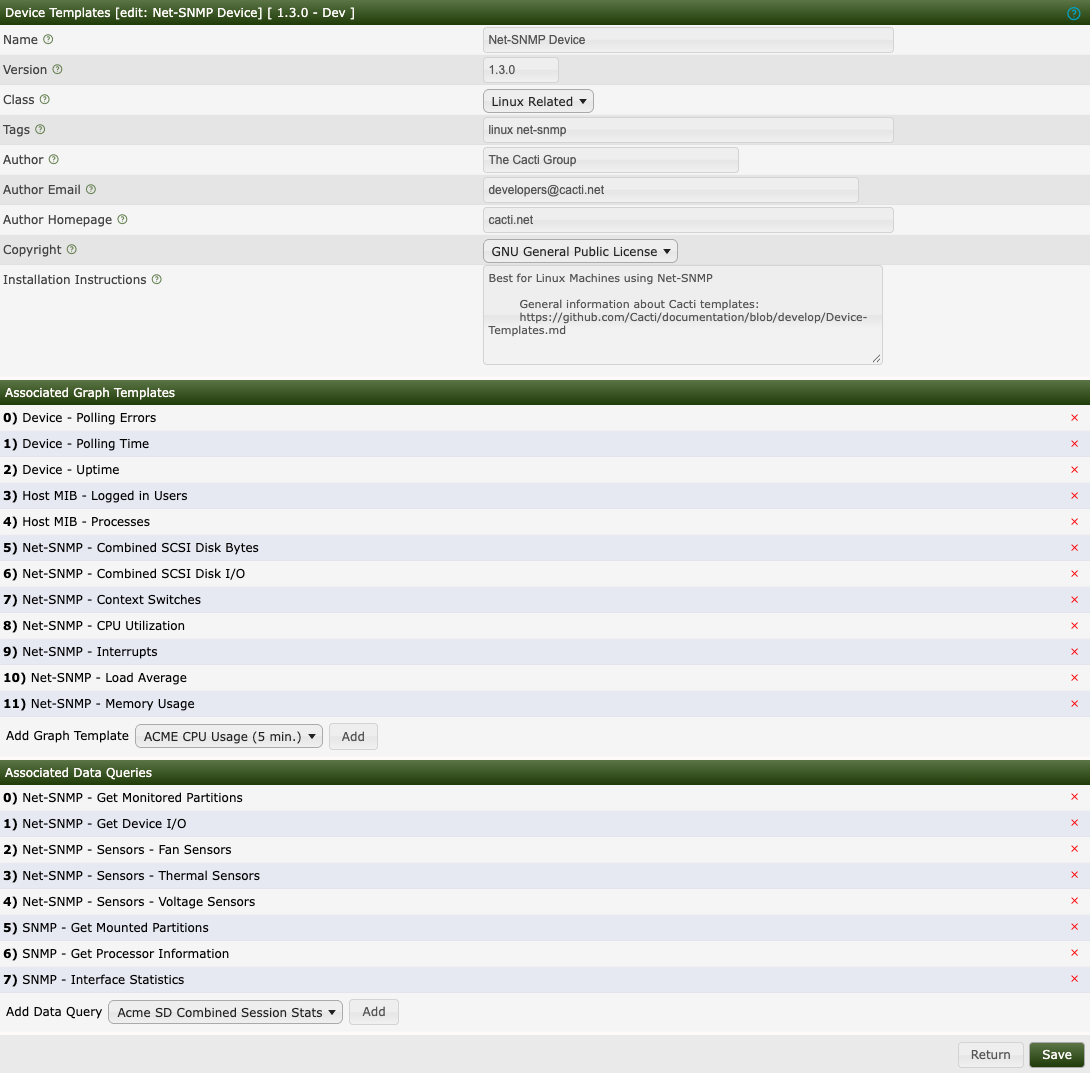 Device Templates [edit: Net-SNMP Device] [ 1.3.0 - Dev ]
Name
Net-SNMP Device
Version
1.3.0
Class
Linux Related
Tags
linux net-snmp
Author
The Cacti Group
Author Email
developers@cacti.net
Author Homepage
cacti.net
Copyright
GNU General Public License
Installation Instructions
Best for Linux Machines using Net-SNMP
General information about Cacti templates:
https://github.com/Cacti/documentation/blob/develop/Device-
Templates.md
Associated Graph Templates
0) Device - Polling Errors
1) Device - Polling Time
2) Device - Uptime
3) Host MIB - Logged in Users
4) Host MIB - Processes
5) Net-SNMP - Combined SCSI Disk Bytes
6) Net-SNMP - Combined SCSI Disk I/O
7) Net-SNMP - Context Switches
8) Net-SNMP - CPU Utilization
9) Net-SNMP - Interrupts
10) Net-SNMP - Load Average
11) Net-SNMP - Memory Usage
Add Graph Template ACME CPU Usage (5 min.) Add
Associated Data Queries
0) Net-SNMP - Get Monitored Partitions
1) Net-SNMP - Get Device I/O
2) Net-SNMP - Sensors - Fan Sensors
3) Net-SNMP - Sensors - Thermal Sensors
4) Net-SNMP - Sensors - Voltage Sensors
5) SNMP - Get Mounted Partitions
6) SNMP - Get Processor Information
7) SNMP - Interface Statistics
Add Data Query Acme SD Combined Session Stats Add
Return Save